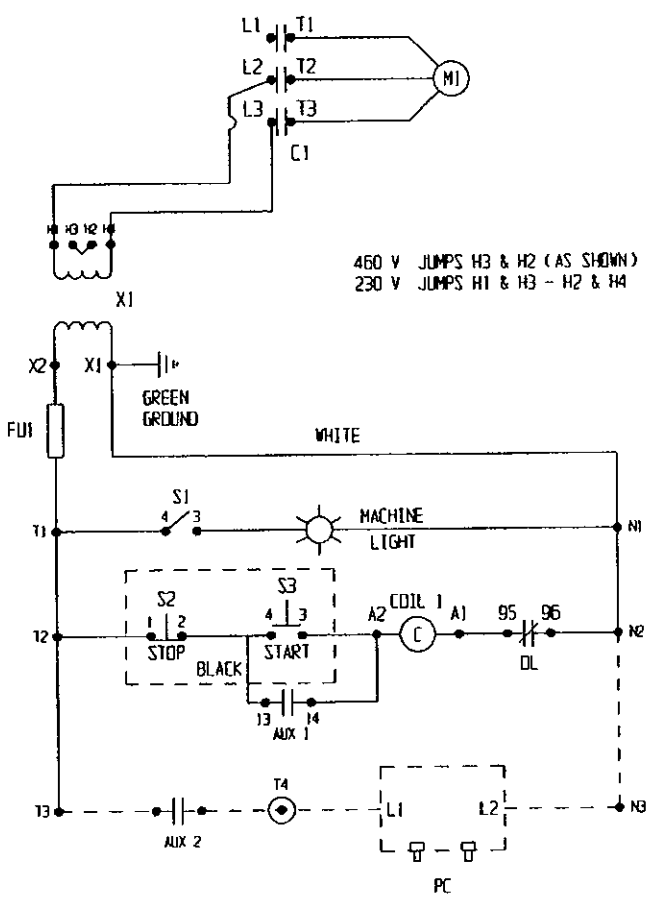 L1 T1
L2 T2
M1
L3 T3
C1
H1 H3 H2 H4
460 V JUMPS H3 & H2 (AS SHOWN)
230 V JUMPS H1 & H3 - H2 & H4
X1
X2 X1
GREEN
GROUND
FU1
WHITE
S1
4 3
MACHINE
LIGHT
T1
N1
S2
S3
COIL 1
1 2
4 3
A2
C
A1
95 96
T2
N2
STOP
START
OL
BLACK
13 14
AUX 1
T4
T3
L1
L2
N3
AUX 2
PC